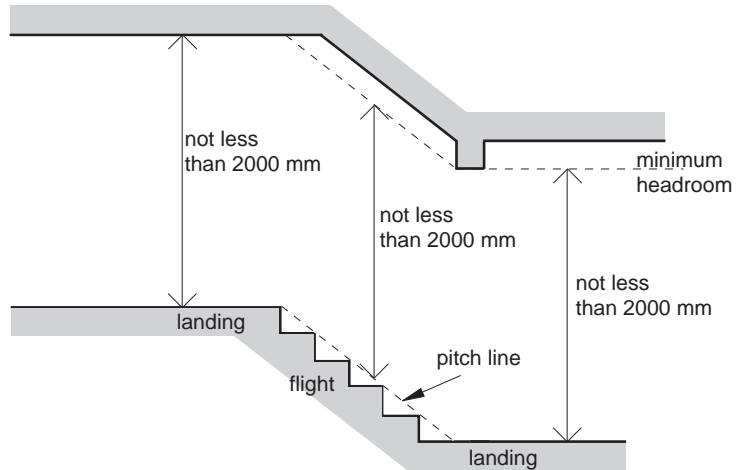 not less
than 2000 mm
minimum
headroom
not less
than 2000 mm
not less
than 2000 mm
landing
pitch line
flight
landing